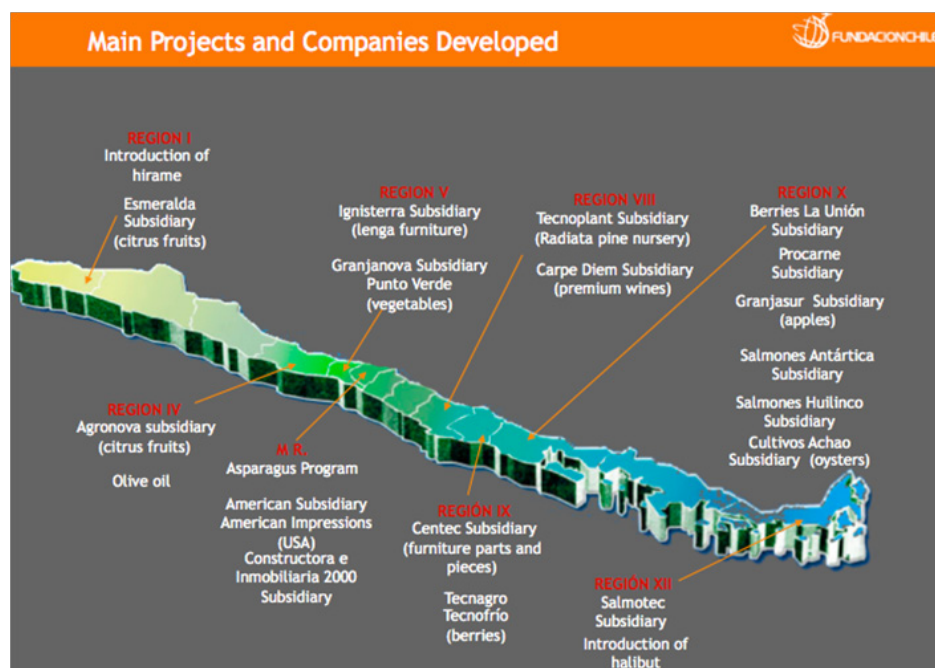 Main Projects and Companies Developed
FUNDACIONCHILE
REGION I
Introduction of
hirame
Esmeralda
Subsidiary
(citrus fruits)
REGION V
Ignisterra Subsidiary
(lenga furniture)
Granjanova Subsidiary
Punto Verde
(vegetables)
REGION VIII
Tecnoplant Subsidiary
(Radiata pine nursery)
Carpe Diem Subsidiary
(premium wines)
REGION X
Berries La Unión
Subsidiary
Procarne
Subsidiary
Granjasur Subsidiary
(apples)
Salmones Antártica
Subsidiary
Salmones Huilinco
Subsidiary
Cultivos Achao
Subsidiary (oysters)
REGION IV
Agronova subsidiary
(citrus fruits)
Olive oil
M R.
Asparagus Program
American Subsidiary
American Impressions
(USA)
Constructora e
Inmobiliaria 2000
Subsidiary
REGIÓN IX
Centec Subsidiary
(furniture parts and
pieces)
Tecnagro
Tecnofrío
(berries)
REGIÓN XII
Salmotec
Subsidiary
Introduction of
halibut